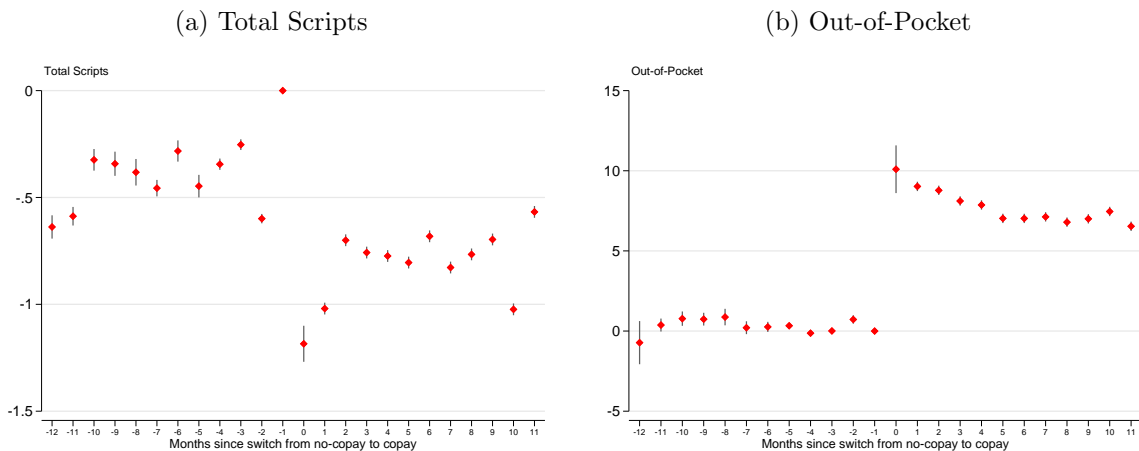 (a) Total Scripts
Total Scripts
0
-.5
-1
-1.5
-12 -11 -10 -9 -8 -7 -6 -5 -4 -3 -2 -1 0 1 2 3 4 5 6 7 8 9 10 11
Months since switch from no-copay to copay
(b) Out-of-Pocket
Out-of-Pocket
15
10
5
0
-5
-12 -11 -10 -9 -8 -7 -6 -5 -4 -3 -2 -1 0 1 2 3 4 5 6 7 8 9 10 11
Months since switch from no-copay to copay